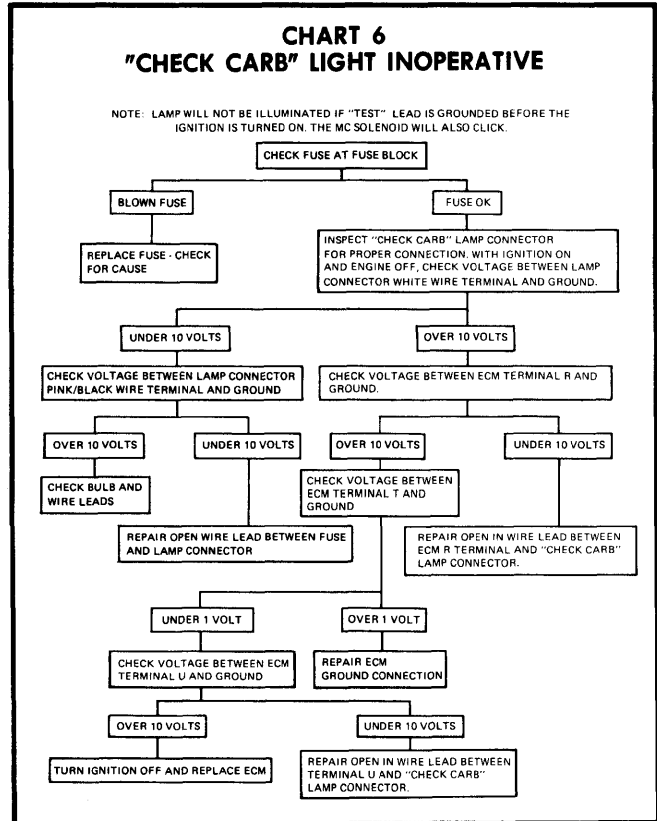 CHART 6
"CHECK CARB" LIGHT INOPERATIVE
NOTE: LAMP WILL NOT BE ILLUMINATED IF "TEST" LEAD IS GROUNDED BEFORE THE
IGNITION IS TURNED ON. THE MC SOLENOID WILL ALSO CLICK.
CHECK FUSE AT FUSE BLOCK
BLOWN FUSE
FUSE OK
REPLACE FUSE - CHECK
FOR CAUSE
INSPECT "CHECK CARB" LAMP CONNECTOR
FOR PROPER CONNECTION. WITH IGNITION ON
AND ENGINE OFF, CHECK VOLTAGE BETWEEN LAMP
CONNECTOR WHITE WIRE TERMINAL AND GROUND.
UNDER 10 VOLTS
OVER 10 VOLTS
CHECK VOLTAGE BETWEEN LAMP CONNECTOR
PINK/BLACK WIRE TERMINAL AND GROUND
CHECK VOLTAGE BETWEEN ECM TERMINAL R AND
GROUND.
OVER 10 VOLTS
UNDER 10 VOLTS
OVER 10 VOLTS
UNDER 10 VOLTS
CHECK BULB AND
WIRE LEADS
CHECK VOLTAGE BETWEEN
ECM TERMINAL T AND
GROUND
REPAIR OPEN WIRE LEAD BETWEEN FUSE
AND LAMP CONNECTOR
REPAIR OPEN IN WIRE LEAD BETWEEN
ECM R TERMINAL AND "CHECK CARB"
LAMP CONNECTOR.
UNDER 1 VOLT
OVER 1 VOLT
CHECK VOLTAGE BETWEEN ECM
TERMINAL U AND GROUND
REPAIR ECM
GROUND CONNECTION
OVER 10 VOLTS
UNDER 10 VOLTS
TURN IGNITION OFF AND REPLACE ECM
REPAIR OPEN IN WIRE LEAD BETWEEN
TERMINAL U AND "CHECK CARB"
LAMP CONNECTOR.